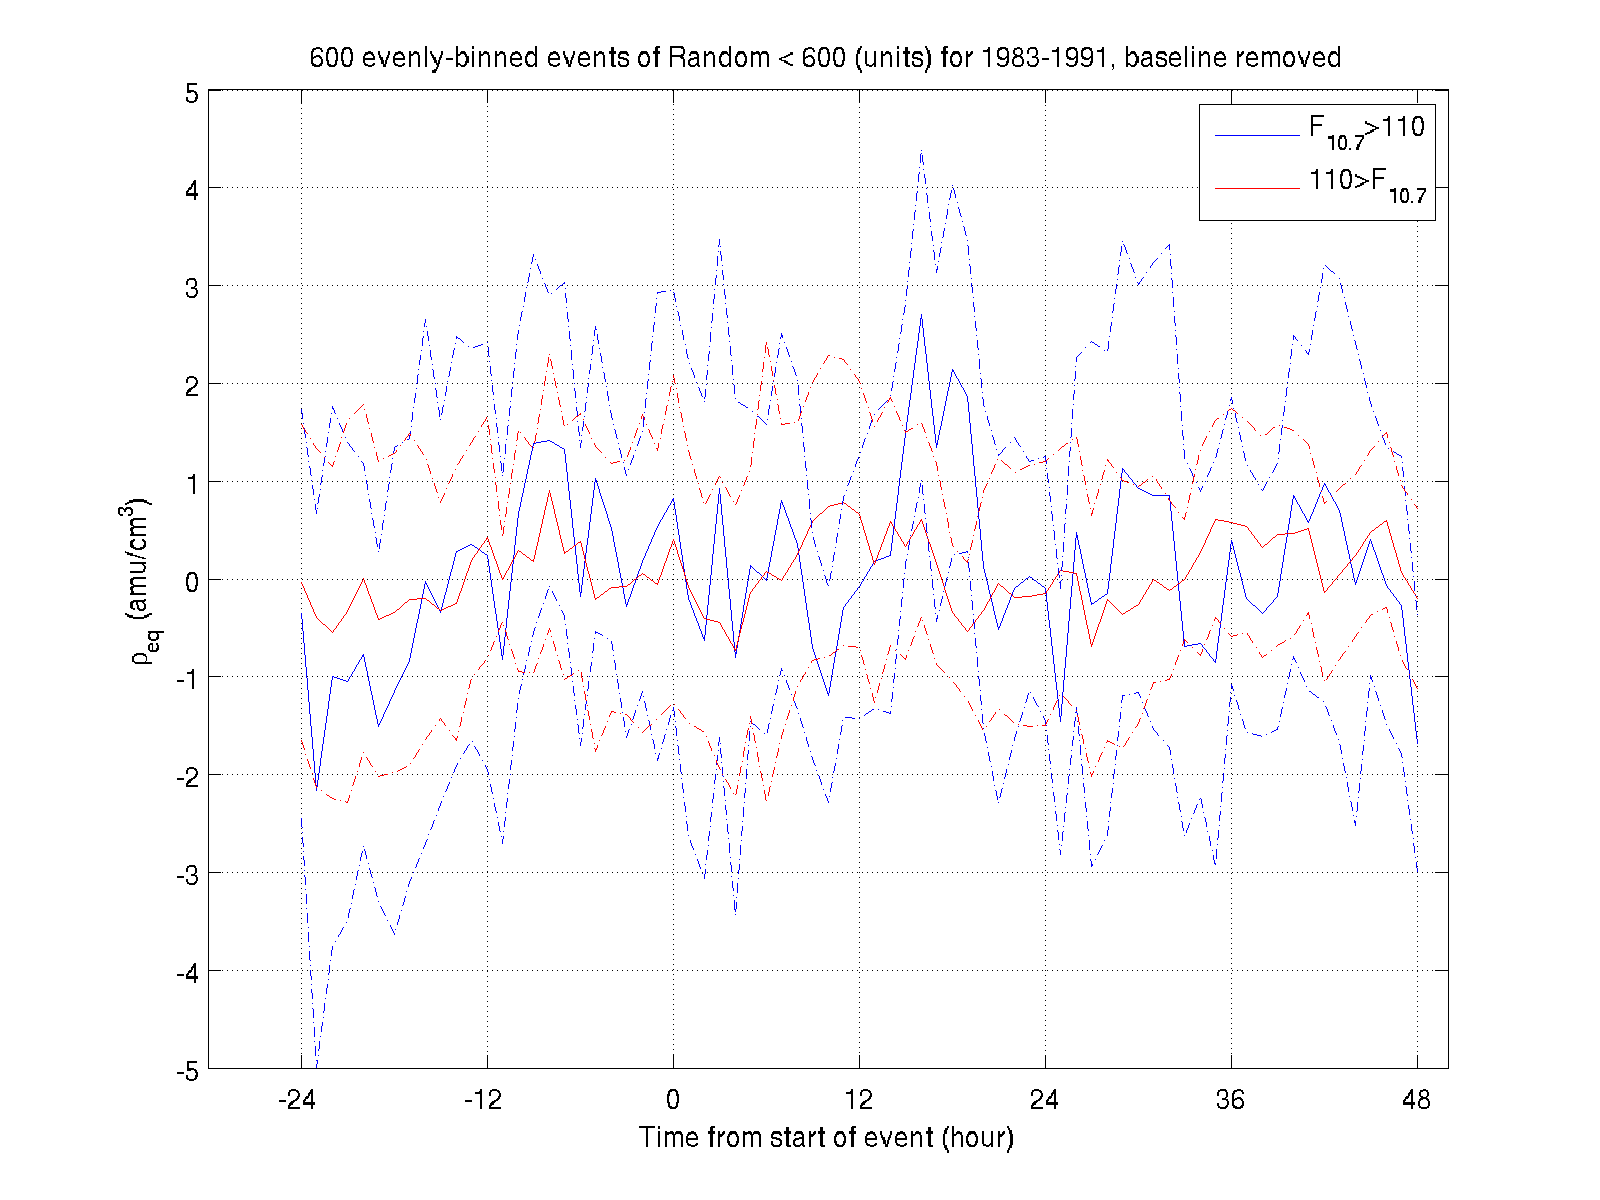 600 evenly-binned events of Random < 600 (units) for 1983-1991, baseline removed
F10.7>110
110>F10.7
5
4
3
2
1
0
-1
-2
-3
-4
-5
ρeq (amu/cm³)
-24 -12 0 12 24 36 48
Time from start of event (hour)